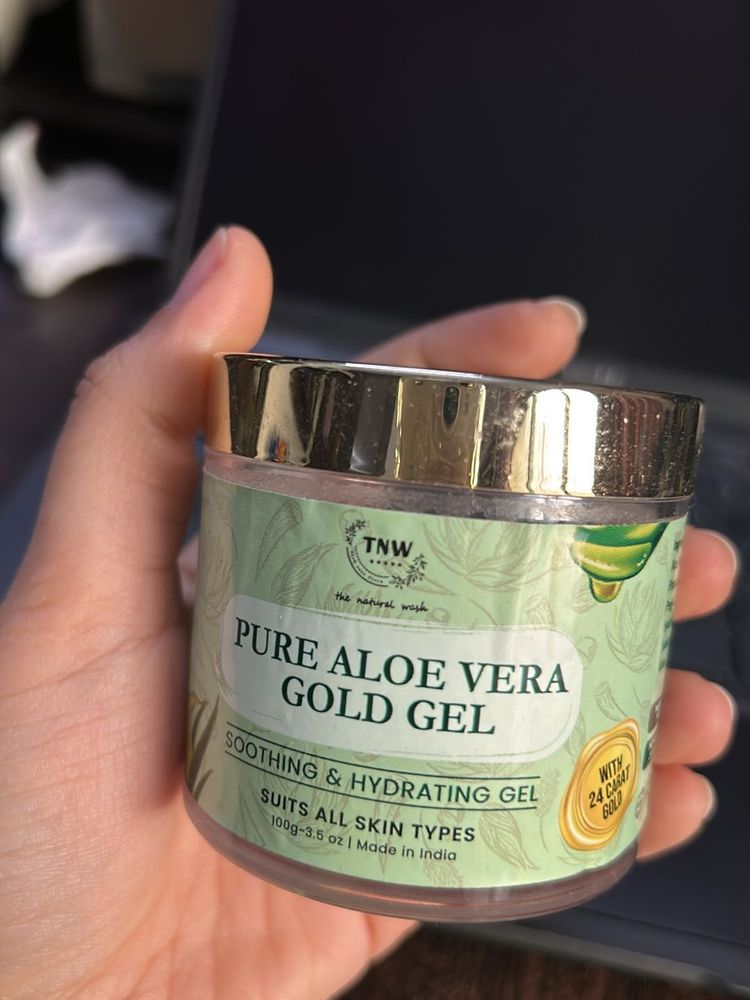 TNW
the natural wash
PURE ALOE VERA
GOLD GEL
SOOTHING & HYDRATING GEL
SUITS ALL SKIN TYPES
100g~3.5 oz | Made in India
WITH
24 CARAT
GOLD